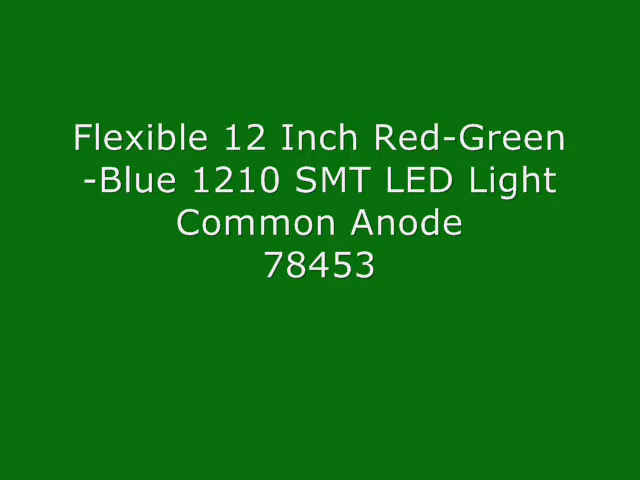 Flexible 12 Inch Red-Green
-Blue 1210 SMT LED Light
Common Anode
78453